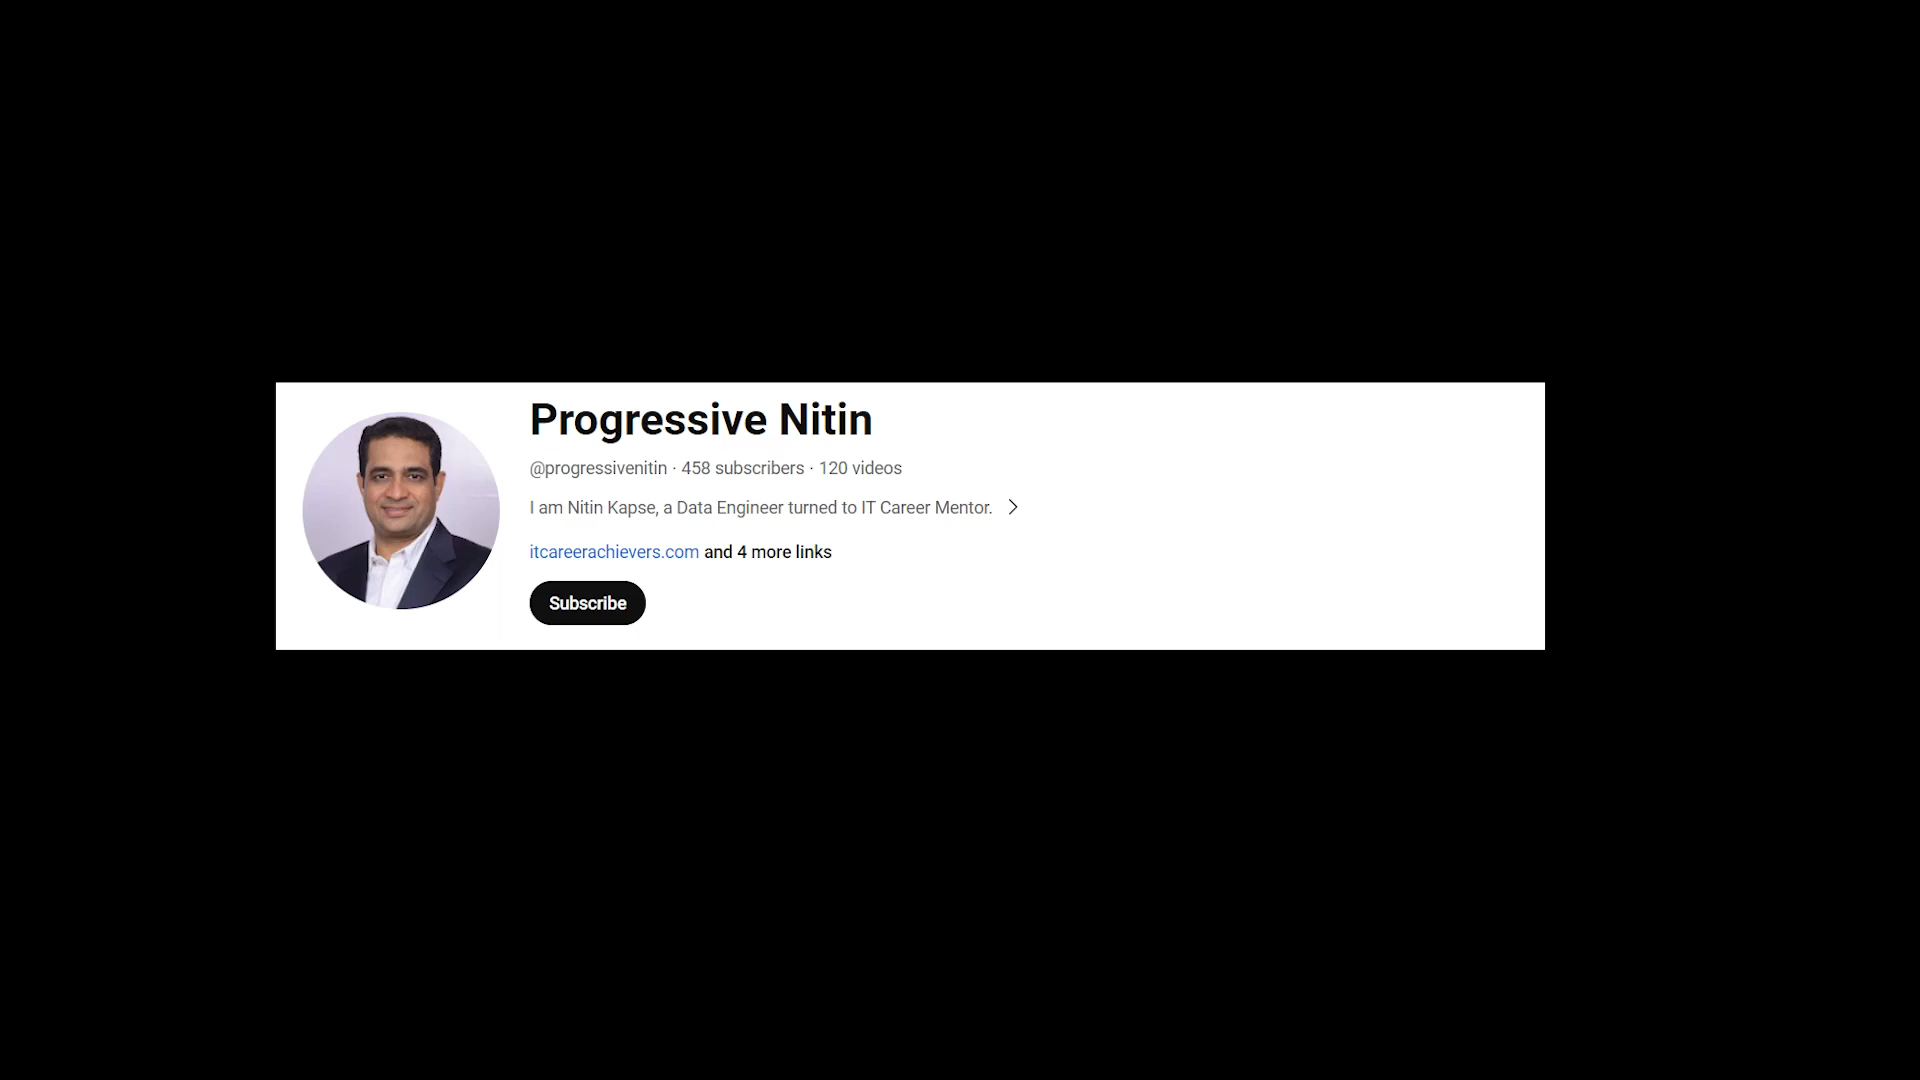 Progressive Nitin
@progressivenitin · 458 subscribers · 120 videos
I am Nitin Kapse, a Data Engineer turned to IT Career Mentor.
itcareerachievers.com and 4 more links
Subscribe